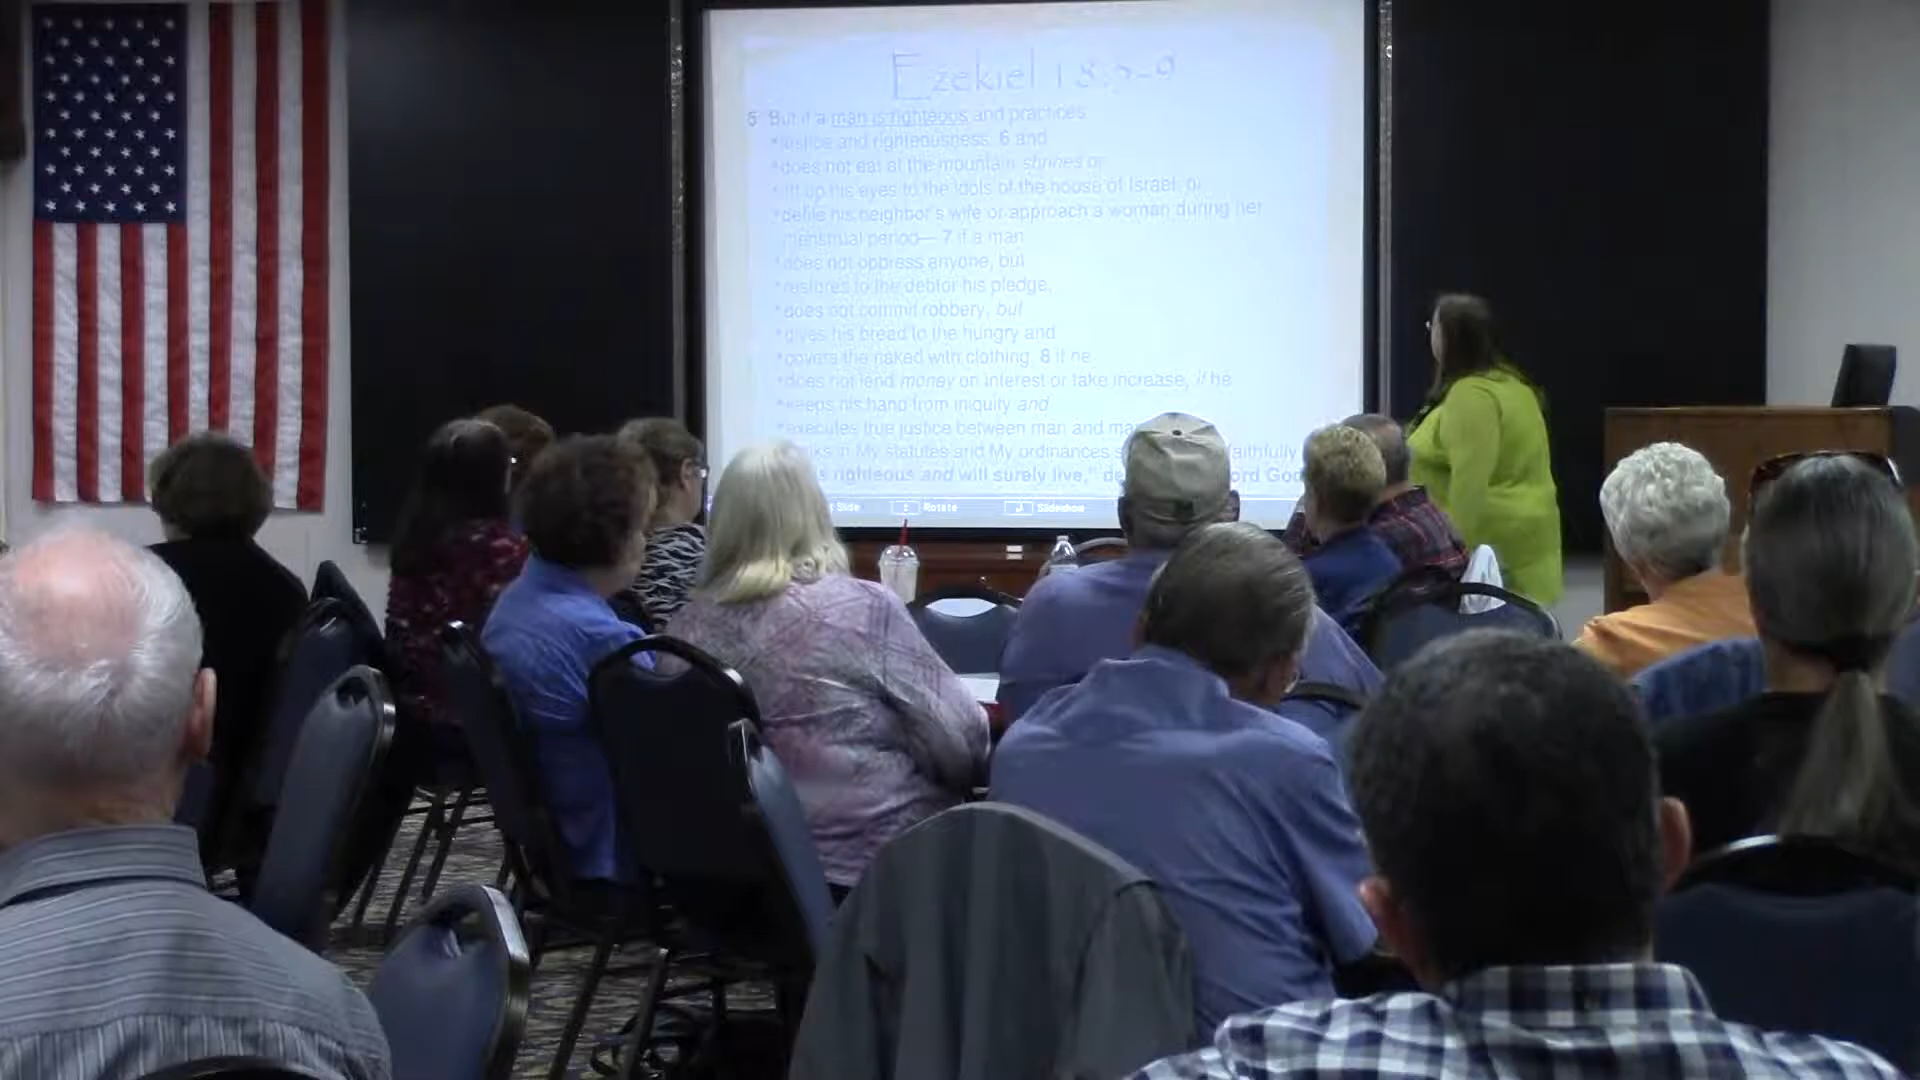 Ezekiel 18:5-9
5 But if a man is righteous and practices
•justice and righteousness, 6 and
•does not eat at the mountain shrines or
•lift up his eyes to the idols of the house of Israel, or
•defile his neighbor's wife or approach a woman during her
menstrual period— 7 if a man
•does not oppress anyone, but
•restores to the debtor his pledge,
•does not commit robbery, but
•gives his bread to the hungry and
•covers the naked with clothing, 8 if he
•does not lend money on interest or take increase, if he
•keeps his hand from iniquity and
•executes true justice between man and
My statutes and My ordinances faithfully
righteous and will surely live," God
Slide Rotate Slideshow